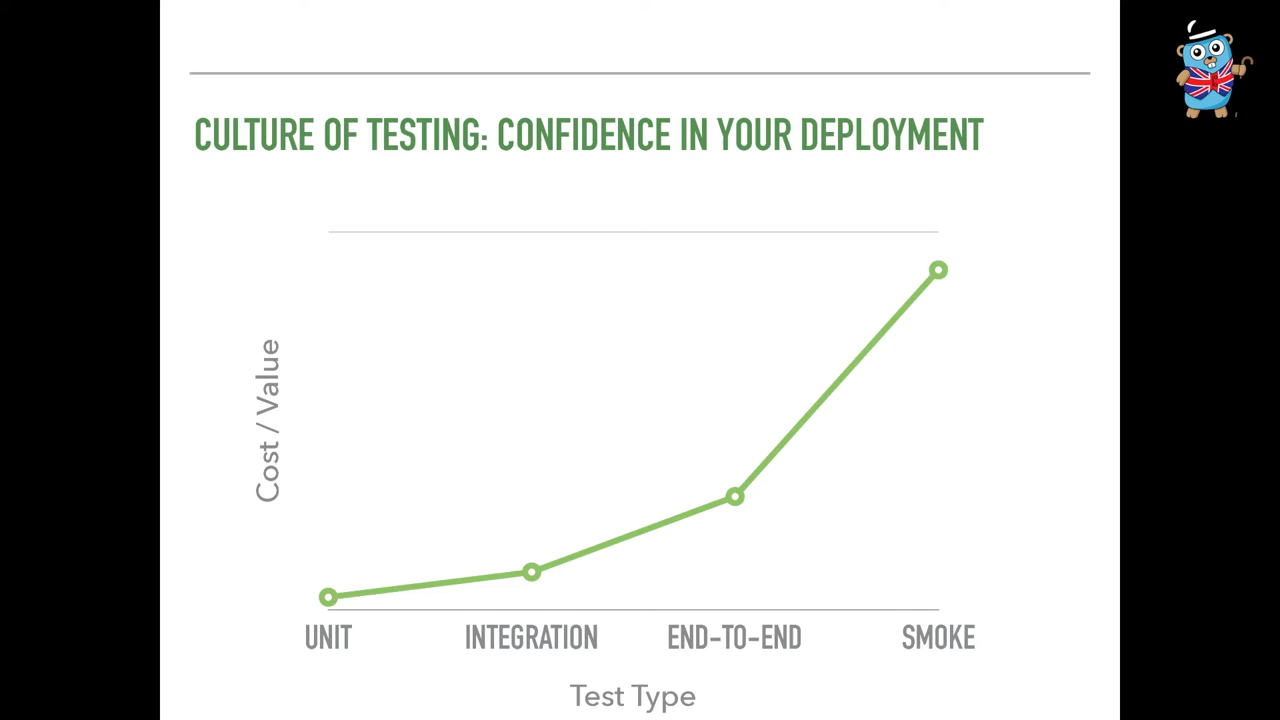 CULTURE OF TESTING: CONFIDENCE IN YOUR DEPLOYMENT
Cost / Value
UNIT
INTEGRATION
END-TO-END
SMOKE
Test Type